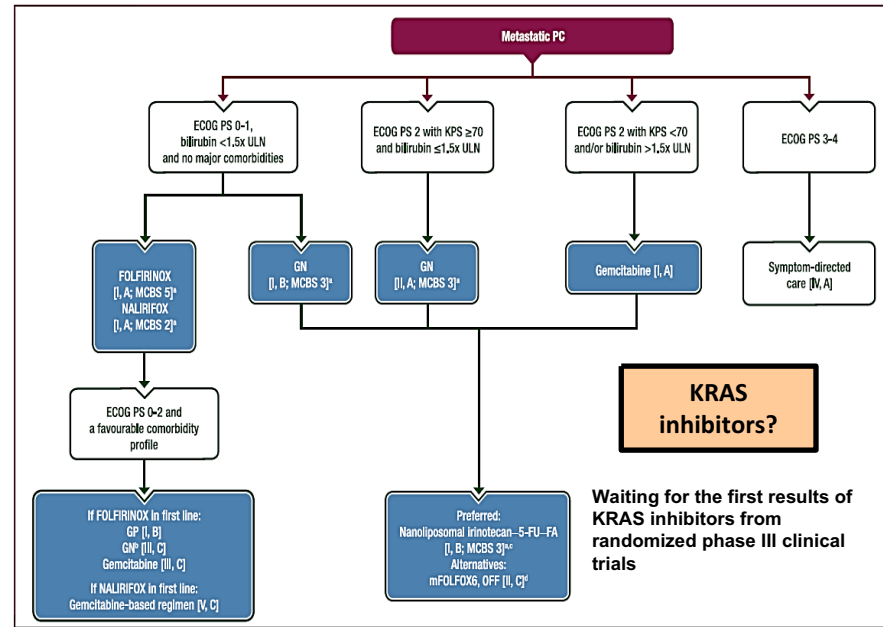 Metastatic PC
ECOG PS 0-1,
bilirubin <1.5x ULN
and no major comorbidities
ECOG PS 2 with KPS ≥70
and bilirubin ≤1.5x ULN
ECOG PS 2 with KPS <70
and/or bilirubin >1.5x ULN
ECOG PS 3-4
FOLFIRINOX
[I, A; MCBS 5]ᵃ
NALIRIFOX
[I, A; MCBS 2]ᵃ
GN
[I, B; MCBS 3]ᵃ
GN
[II, A; MCBS 3]ᵃ
Gemcitabine [I, A]
Symptom-directed
care [IV, A]
ECOG PS 0-2 and
a favourable comorbidity
profile
KRAS
inhibitors?
If FOLFIRINOX in first line:
GP [I, B]
GNᵇ [III, C]
Gemcitabine [III, C]
If NALIRIFOX in first line:
Gemcitabine-based regimen [V, C]
Preferred:
Nanoliposomal irinotecan–5-FU–FA
[I, B; MCBS 3]ᵃ,ᶜ
Alternatives:
mFOLFOX6, OFF [II, C]ᵈ
Waiting for the first results of
KRAS inhibitors from
randomized phase III clinical
trials